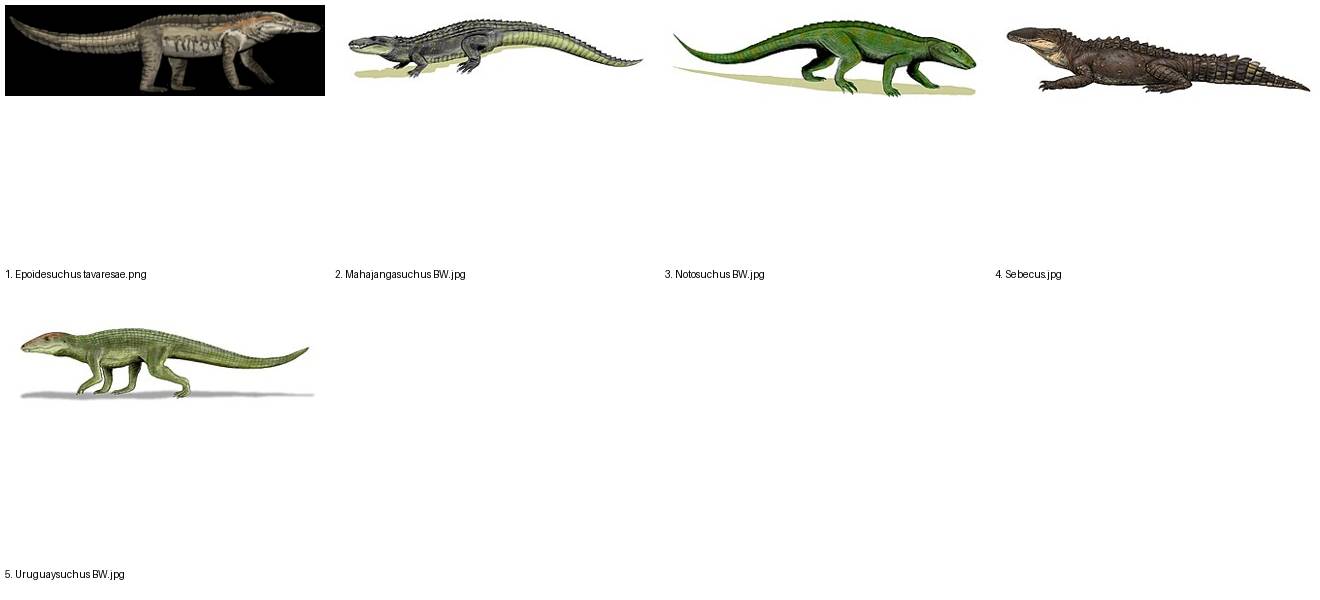 1. Epoidesuchus tavaresae.png
2. Mahajangasuchus BW.jpg
3. Notosuchus BW.jpg
4. Sebecus.jpg
5. Uruguaysuchus BW.jpg